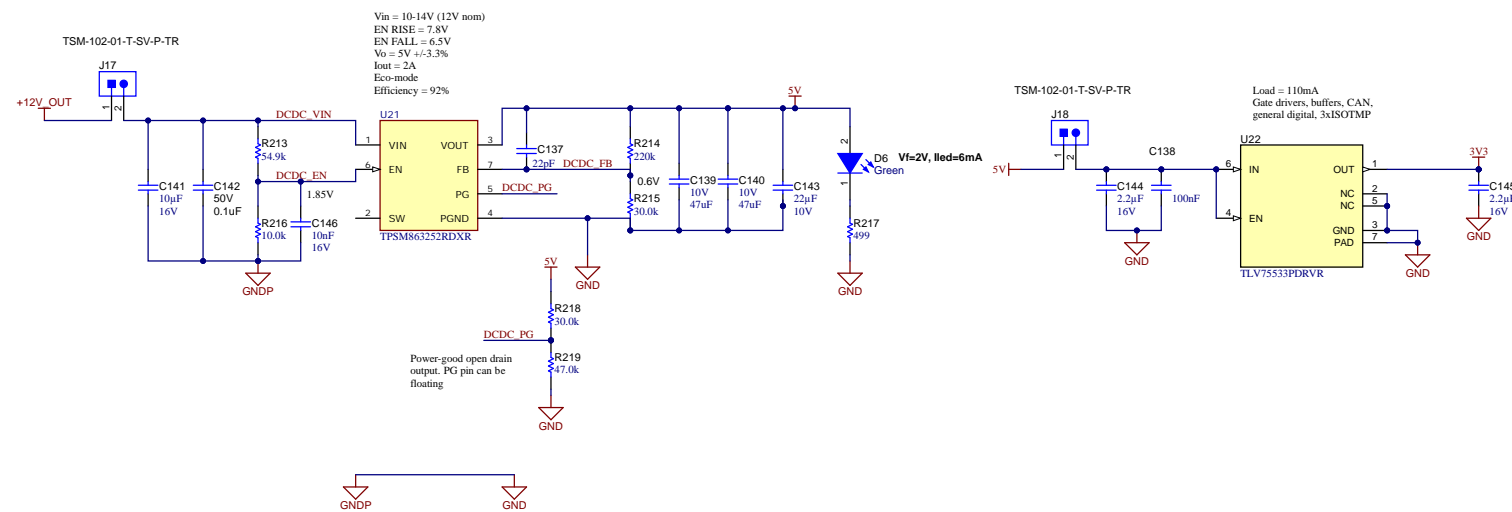 Vin = 10-14V (12V nom)
EN RISE = 7.8V
EN FALL = 6.5V
Vo = 5V +/-3.3%
Iout = 2A
Eco-mode
Efficiency = 92%
TSM-102-01-T-SV-P-TR
J17
1
2
+12V_OUT
DCDC_VIN
R213
54.9k
DCDC_EN
1.85V
C141
10µF
16V
C142
50V
0.1uF
R216
10.0k
C146
10nF
16V
GNDP
U21
1
VIN
VOUT
3
6
EN
FB
7
PG
5
2
SW
PGND
4
TPSM863252RDXR
C137
22pF
DCDC_FB
DCDC_PG
R214
220k
0.6V
R215
30.0k
C139
10V
47uF
C140
10V
47uF
C143
22µF
10V
5V
2
D6
Green
1
Vf=2V, Iled=6mA
R217
499
GND
GND
5V
R218
30.0k
DCDC_PG
R219
47.0k
GND
Power-good open drain
output. PG pin can be
floating
GNDP
GND
TSM-102-01-T-SV-P-TR
J18
1
2
5V
C138
100nF
C144
2.2µF
16V
GND
Load = 110mA
Gate drivers, buffers, CAN,
general digital, 3xISOTMP
U22
6
IN
OUT
1
NC
2
NC
5
4
EN
GND
3
PAD
7
TLV75533PDRVR
GND
3V3
C145
2.2µ
16V
GND